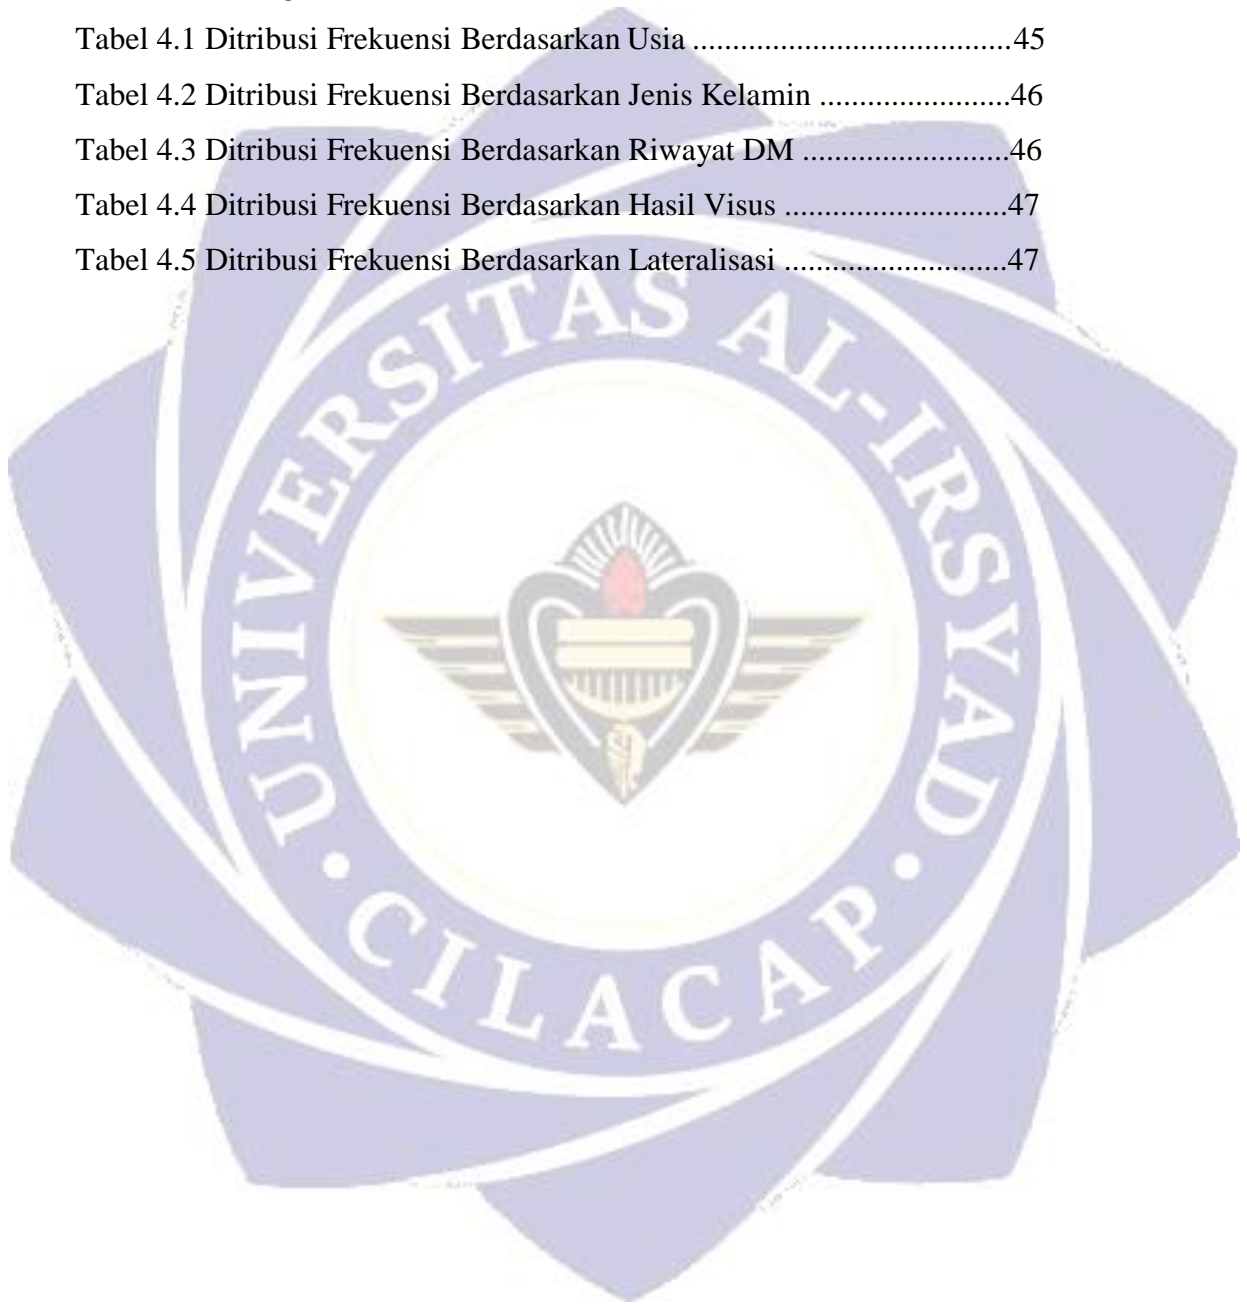 Tabel 4.1 Ditribusi Frekuensi Berdasarkan Usia ........................................45
Tabel 4.2 Ditribusi Frekuensi Berdasarkan Jenis Kelamin ........................46
Tabel 4.3 Ditribusi Frekuensi Berdasarkan Riwayat DM ..........................46
Tabel 4.4 Ditribusi Frekuensi Berdasarkan Hasil Visus ............................47
Tabel 4.5 Ditribusi Frekuensi Berdasarkan Lateralisasi ............................47
UNIVERSITAS AL-IRSYAD
• CILACAP •